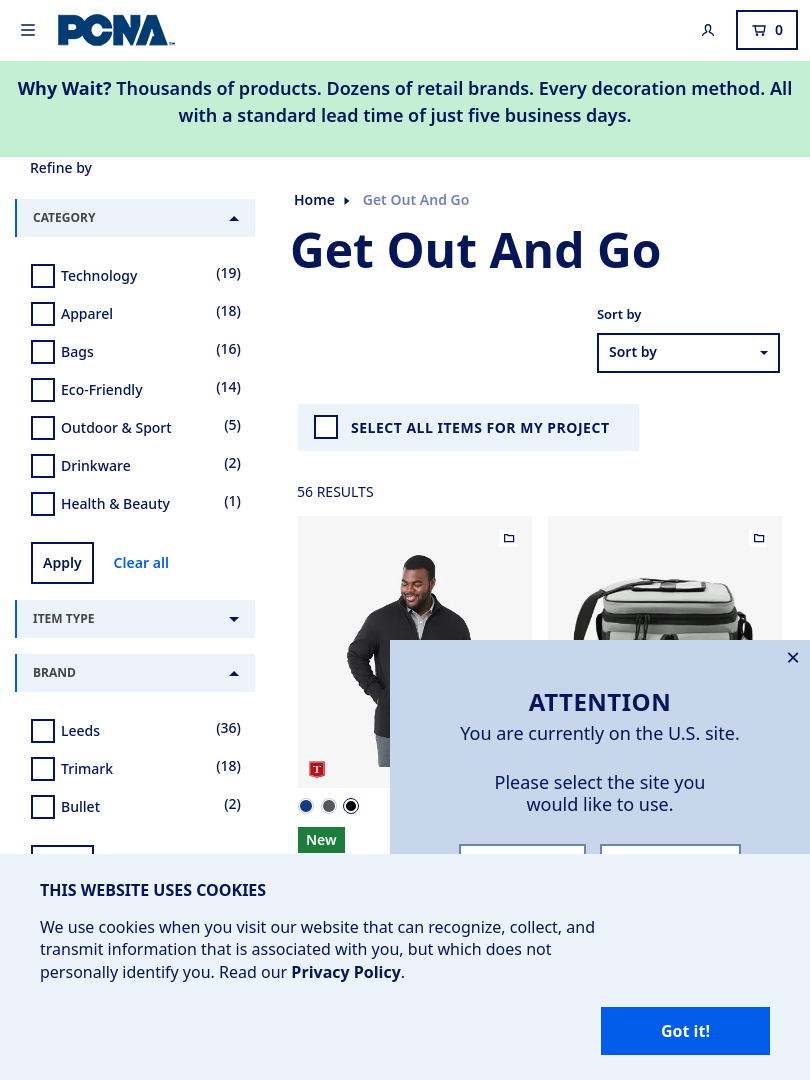 PCNA
0
Why Wait? Thousands of products. Dozens of retail brands. Every decoration method. All
with a standard lead time of just five business days.
Refine by
CATEGORY
Technology (19)
Apparel (18)
Bags (16)
Eco-Friendly (14)
Outdoor & Sport (5)
Drinkware (2)
Health & Beauty (1)
Apply Clear all
ITEM TYPE
BRAND
Leeds (36)
Trimark (18)
Bullet (2)
Home Get Out And Go
Get Out And Go
Sort by
Sort by
SELECT ALL ITEMS FOR MY PROJECT
56 RESULTS
T
New
ATTENTION
You are currently on the U.S. site.
Please select the site you
would like to use.
THIS WEBSITE USES COOKIES
We use cookies when you visit our website that can recognize, collect, and
transmit information that is associated with you, but which does not
personally identify you. Read our Privacy Policy.
Got it!